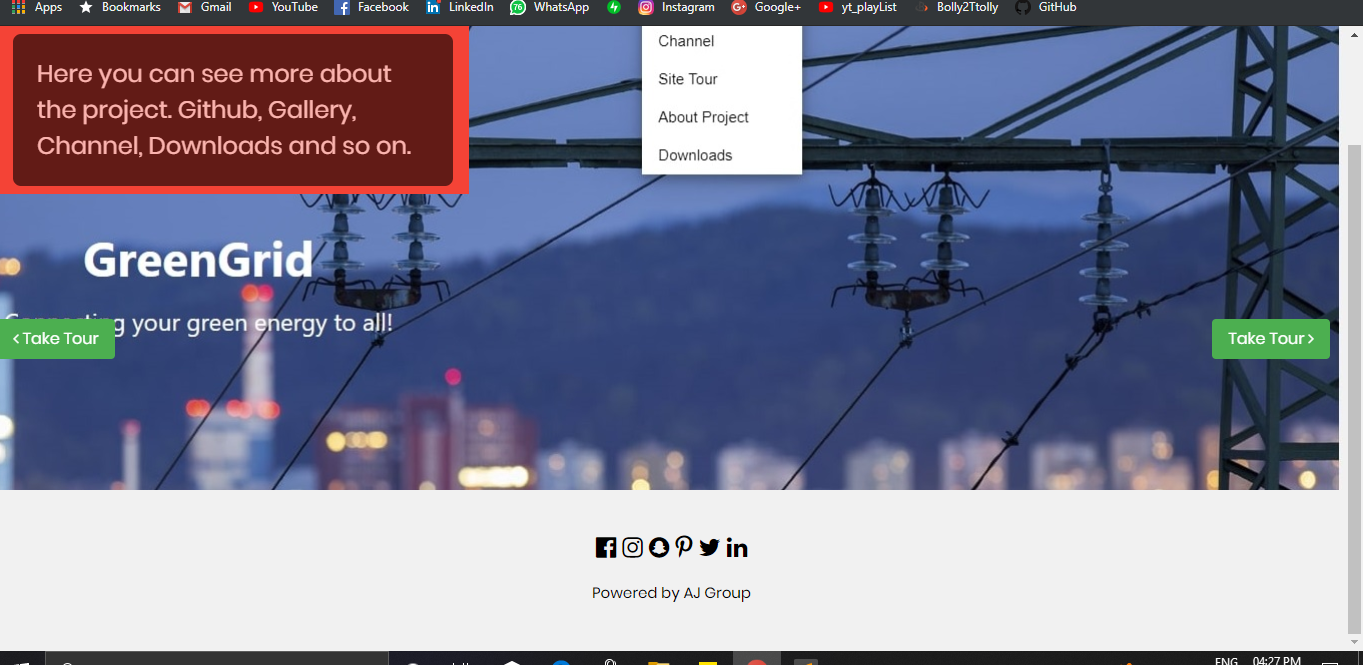 Apps Bookmarks Gmail YouTube Facebook LinkedIn WhatsApp Instagram Google+ yt_playList Bolly2Ttolly GitHub
Here you can see more about
the project. Github, Gallery,
Channel, Downloads and so on.
Channel
Site Tour
About Project
Downloads
GreenGrid
Connecting your green energy to all!
< Take Tour
Take Tour >
Powered by AJ Group
ENG 04:27 PM